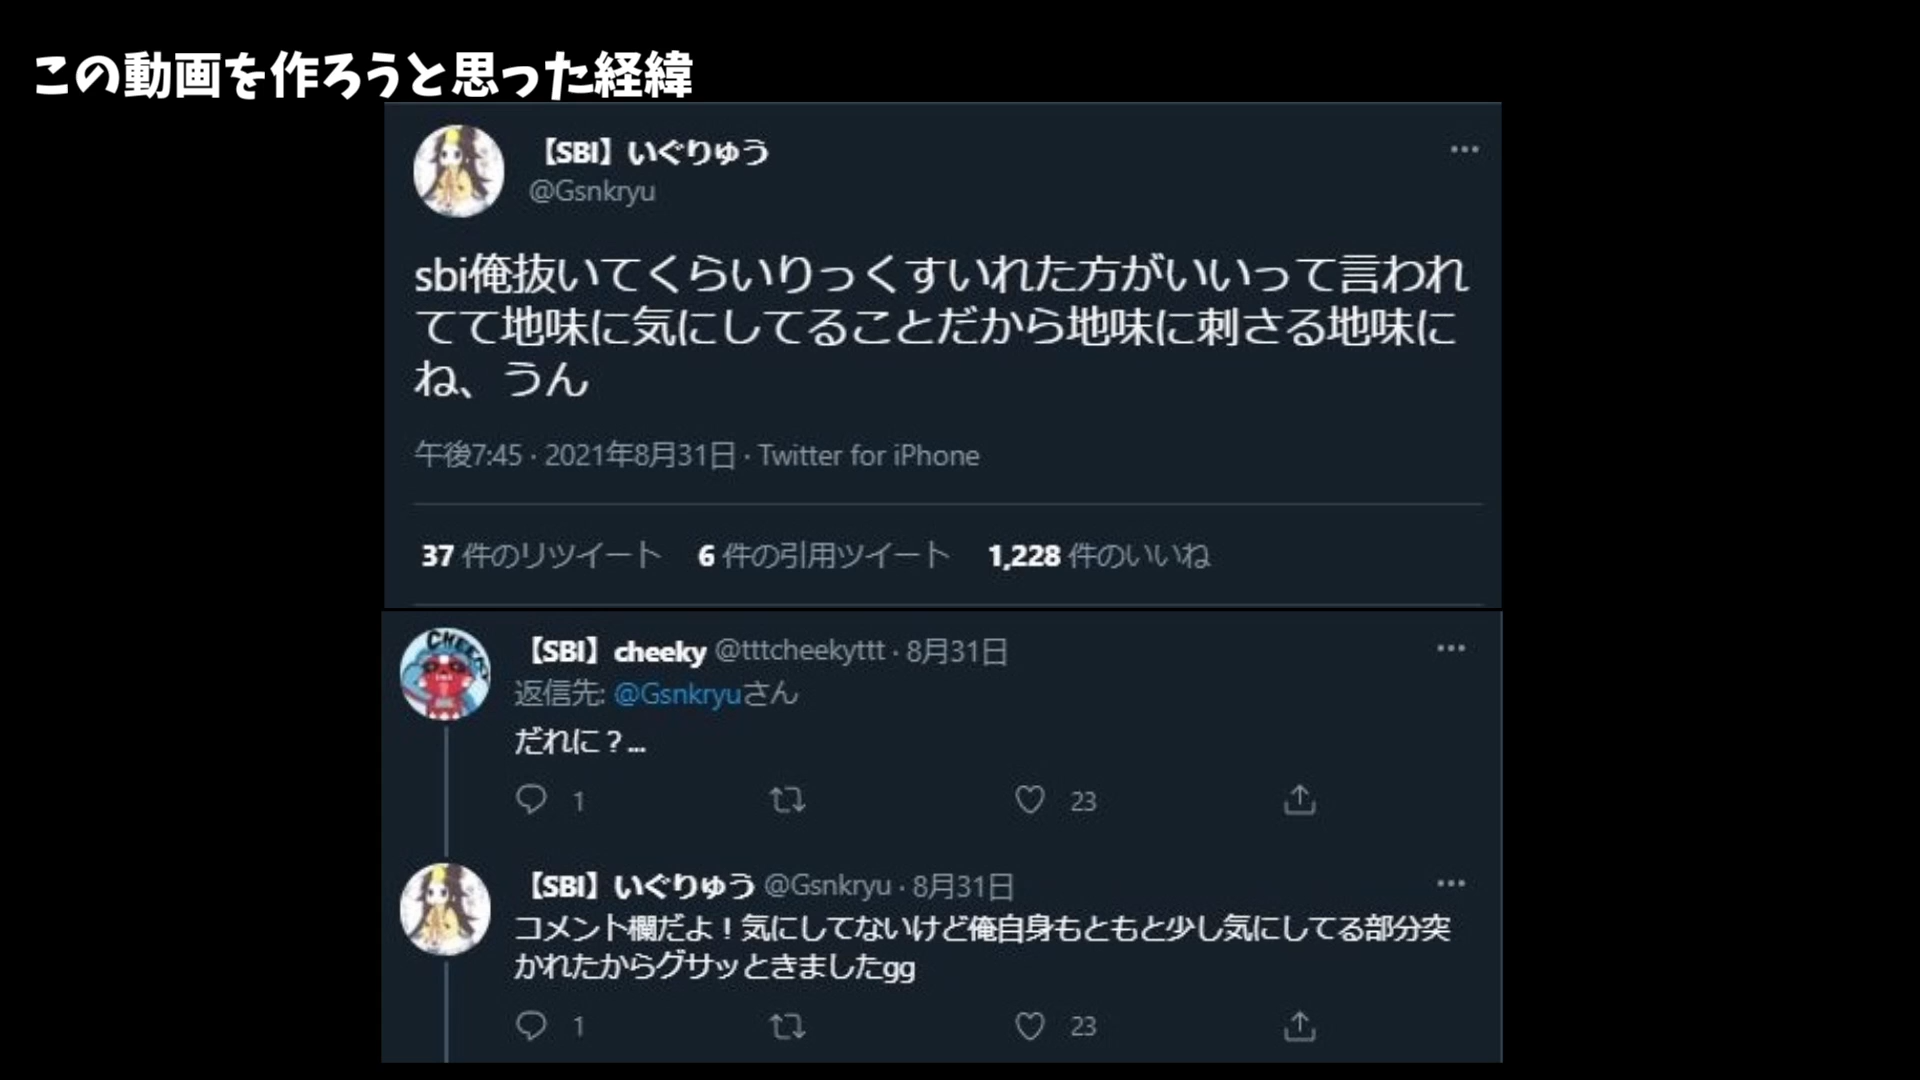 この動画を作ろうと思った経緯
【SBI】いぐりゅう
@Gsnkryu
sbi俺抜いてくらいりっくすいれた方がいいって言われ
てて地味に気にしてることだから地味に刺さる地味に
ね、うん
午後7:45 · 2021年8月31日 · Twitter for iPhone
37 件のリツイート 6 件の引用ツイート 1,228 件のいいね
【SBI】cheeky @tttcheekyttt · 8月31日
返信先: @Gsnkryuさん
だれに？...
1 23
【SBI】いぐりゅう @Gsnkryu · 8月31日
コメント欄だよ！気にしてないけど俺自身もともと少し気にしてる部分突
かれたからグサッときましたgg
1 23